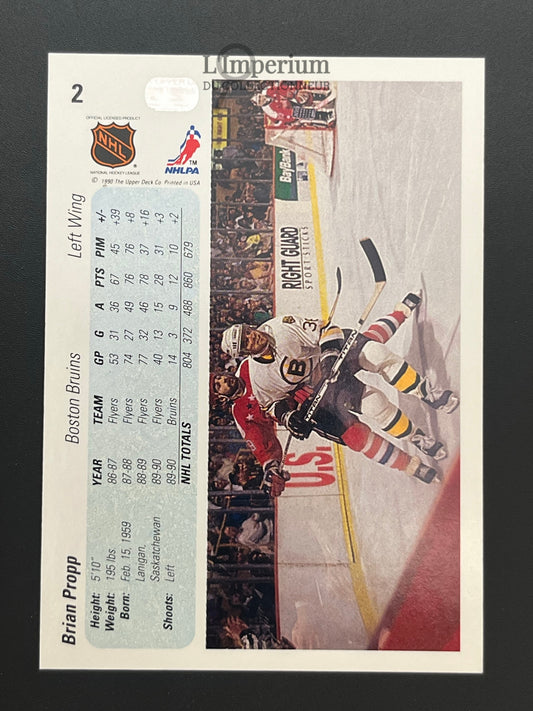 L'Imperium
DU COLLECTIONNEUR
2
Brian Propp Boston Bruins Left Wing
OFFICIAL LICENSED PRODUCT
NHL
NATIONAL HOCKEY LEAGUE
NHLPA
TM
© 1990 The Upper Deck Co. Printed in USA
Height: 5'10"
Weight: 195 lbs.
Born: Feb. 15, 1959
Lanigan,
Saskatchewan
Shoots: Left
YEAR TEAM GP G A PTS PIM +/-
86-87 Flyers 53 31 36 67 45 +39
87-88 Flyers 74 27 49 76 76 +8
88-89 Flyers 77 32 46 78 37 +16
89-90 Flyers 40 13 15 28 31 +3
89-90 Bruins 14 3 9 12 10 +2
NHL TOTALS 804 372 488 860 679
BayBank
RIGHT GUARD
SPORT STICKS
B
U.S.